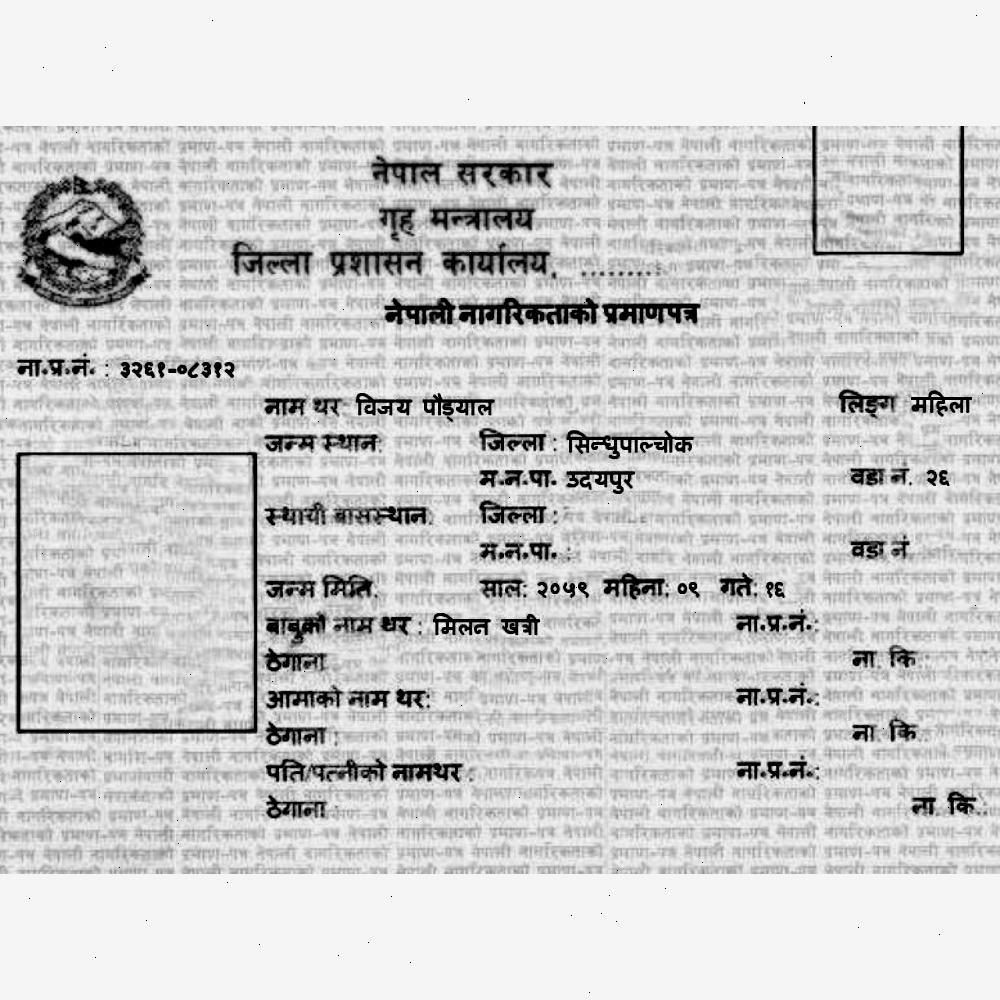 नेपाल सरकार
गृह मन्त्रालय
जिल्ला प्रशासन कार्यालय, .........
नेपाली नागरिकताको प्रमाणपत्र
ना.प्र.नं. : ३२६१-०८३१२
नाम थर विजय पौड्याल लिङ्ग महिला
जन्म स्थान: जिल्ला : सिन्धुपाल्चोक
म.न.पा. उदयपुर वडा नं. २६
स्थायी बासस्थान: जिल्ला :
म.न.पा. : वडा नं.
जन्म मिति: साल: २०५९ महिना: ०९ गते: १६
बाबुको नाम थर : मिलन खत्री ना.प्र.नं.:
ठेगाना ना. कि.:
आमाको नाम थर: ना.प्र.नं.:
ठेगाना : ना. कि.:
पति/पत्नीको नामथर : ना.प्र.नं.:
ठेगाना : ना. कि.: